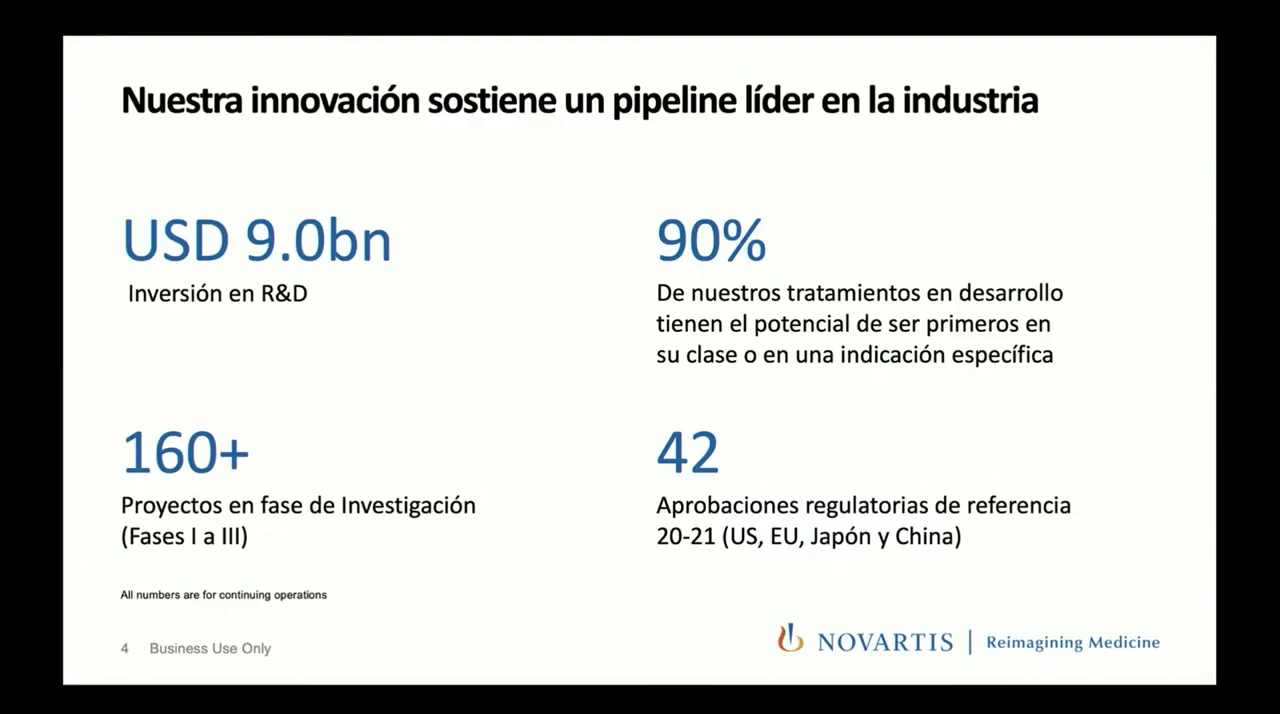 Nuestra innovación sostiene un pipeline líder en la industria
USD 9.0bn
Inversión en R&D
90%
De nuestros tratamientos en desarrollo
tienen el potencial de ser primeros en
su clase o en una indicación específica
160+
Proyectos en fase de Investigación
(Fases I a III)
42
Aprobaciones regulatorias de referencia
20-21 (US, EU, Japón y China)
All numbers are for continuing operations
4 Business Use Only
NOVARTIS | Reimagining Medicine